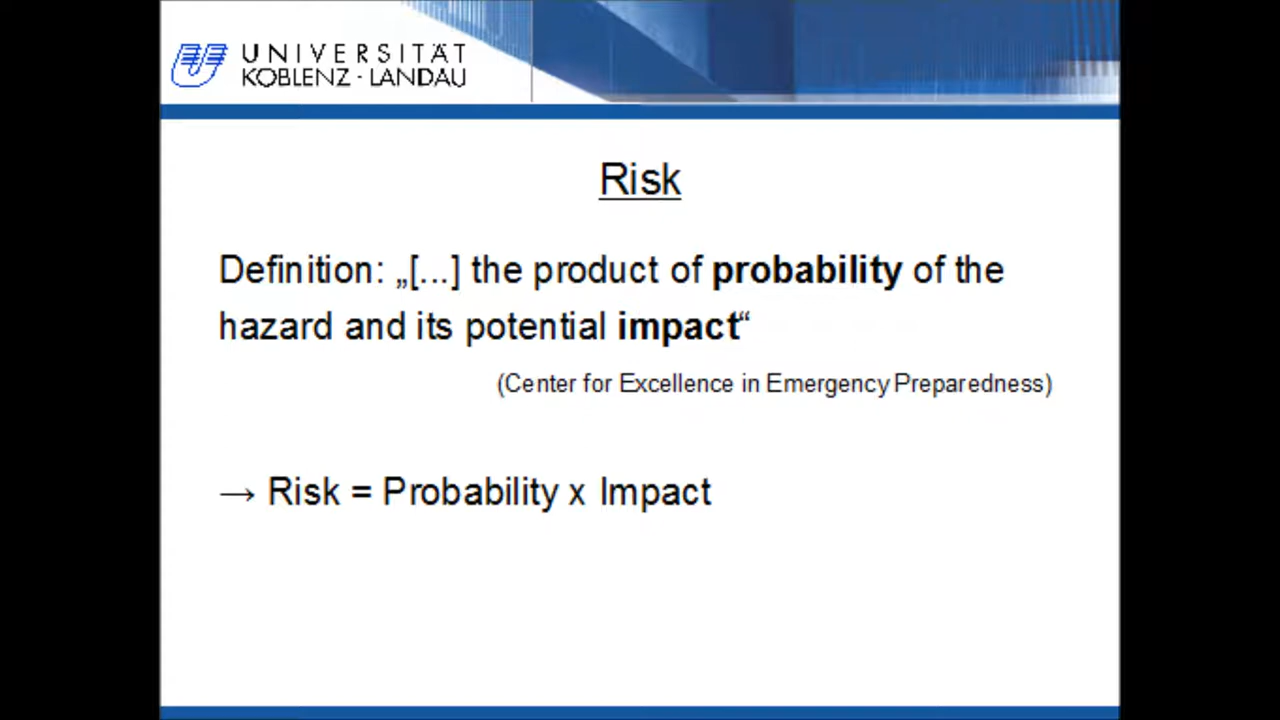 UNIVERSITÄT
KOBLENZ · LANDAU
Risk
Definition: „[...] the product of probability of the
hazard and its potential impact“
(Center for Excellence in Emergency Preparedness)
→ Risk = Probability x Impact